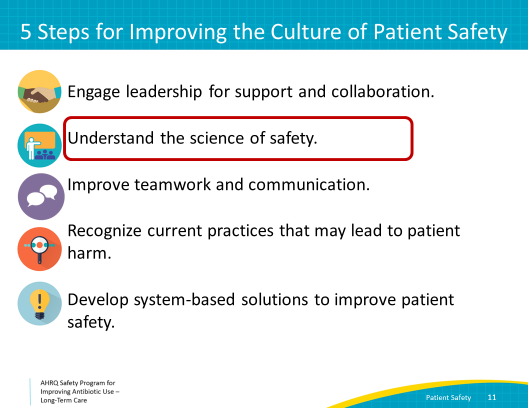 5 Steps for Improving the Culture of Patient Safety
Engage leadership for support and collaboration.
Understand the science of safety.
Improve teamwork and communication.
Recognize current practices that may lead to patient
harm.
Develop system-based solutions to improve patient
safety.
AHRQ Safety Program for
Improving Antibiotic Use –
Long-Term Care
Patient Safety 11